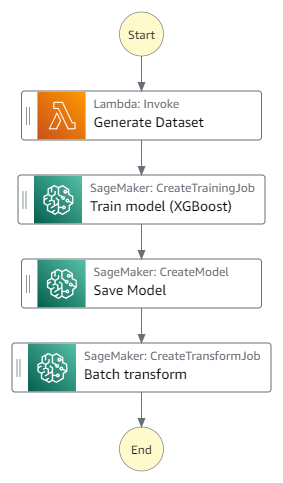 Start
Lambda: Invoke
Generate Dataset
SageMaker: CreateTrainingJob
Train model (XGBoost)
SageMaker: CreateModel
Save Model
SageMaker: CreateTransformJob
Batch transform
End